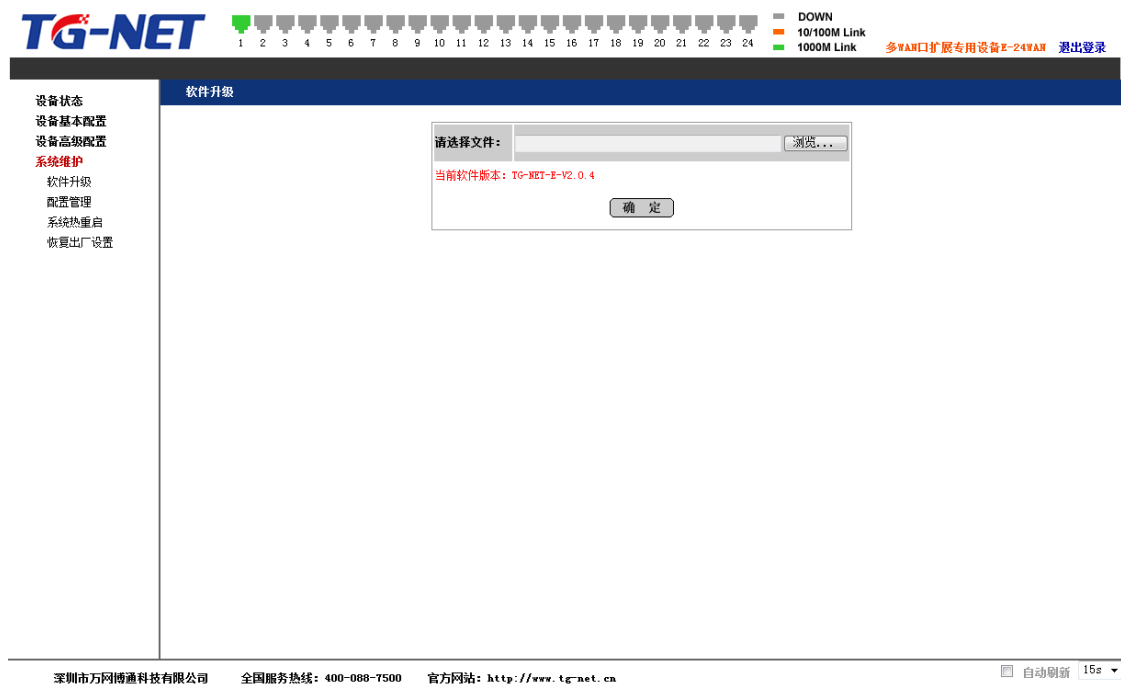 TG-NET
1 2 3 4 5 6 7 8 9 10 11 12 13 14 15 16 17 18 19 20 21 22 23 24
DOWN
10/100M Link
1000M Link
多WAN口扩展专用设备E-24WAN 退出登录
设备状态
设备基本配置
设备高级配置
系统维护
软件升级
配置管理
系统热重启
恢复出厂设置
软件升级
请选择文件： 浏览...
当前软件版本：TG-NET-E-V2.0.4
确 定
深圳市万网博通科技有限公司 全国服务热线：400-088-7500 官方网站：http://www.tg-net.cn
自动刷新 15s